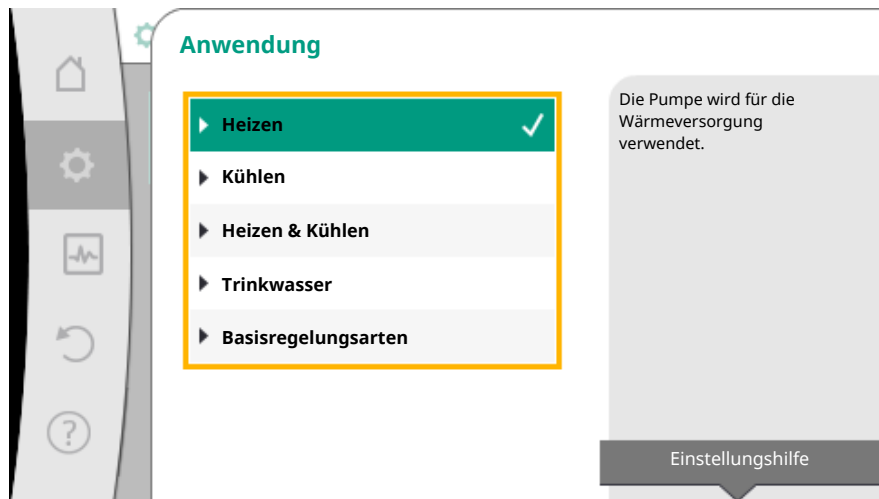 Anwendung
Heizen
Kühlen
Heizen & Kühlen
Trinkwasser
Basisregelungsarten
Die Pumpe wird für die
Wärmeversorgung
verwendet.
Einstellungshilfe